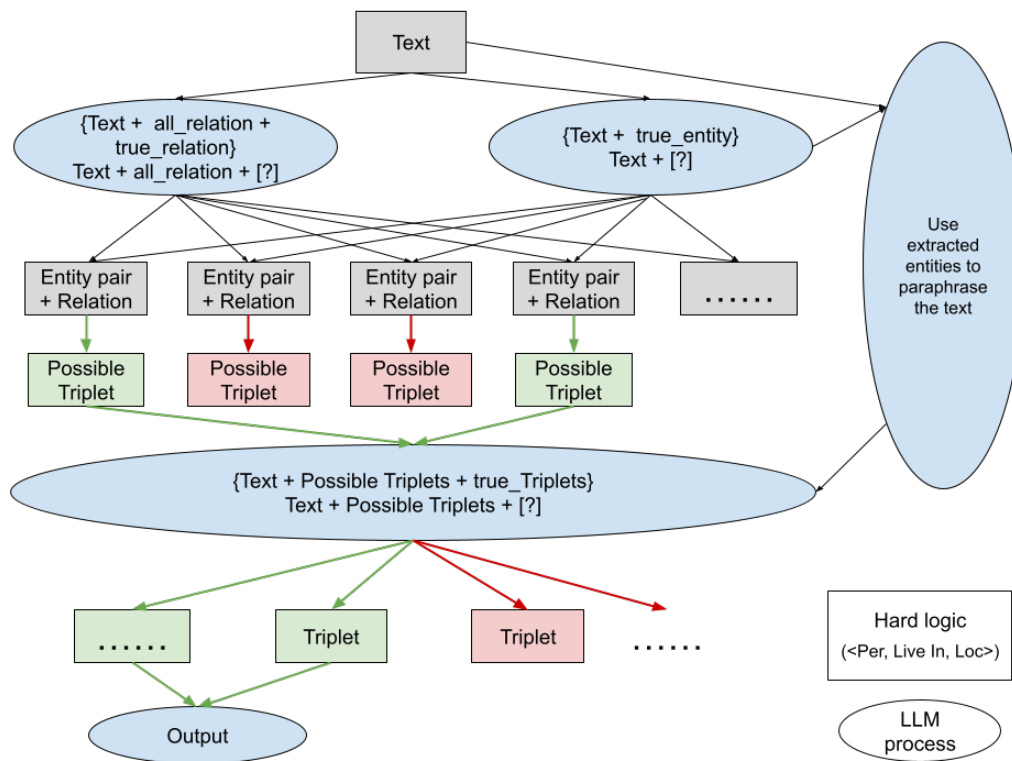 Text
{Text + all_relation +
true_relation}
Text + all_relation + [?]
{Text + true_entity}
Text + [?]
Use
extracted
entities to
paraphrase
the text
Entity pair
+ Relation
Entity pair
+ Relation
Entity pair
+ Relation
Entity pair
+ Relation
......
Possible
Triplet
Possible
Triplet
Possible
Triplet
Possible
Triplet
{Text + Possible Triplets + true_Triplets}
Text + Possible Triplets + [?]
......
Triplet
Triplet
......
Hard logic
(<Per, Live In, Loc>)
Output
LLM
process